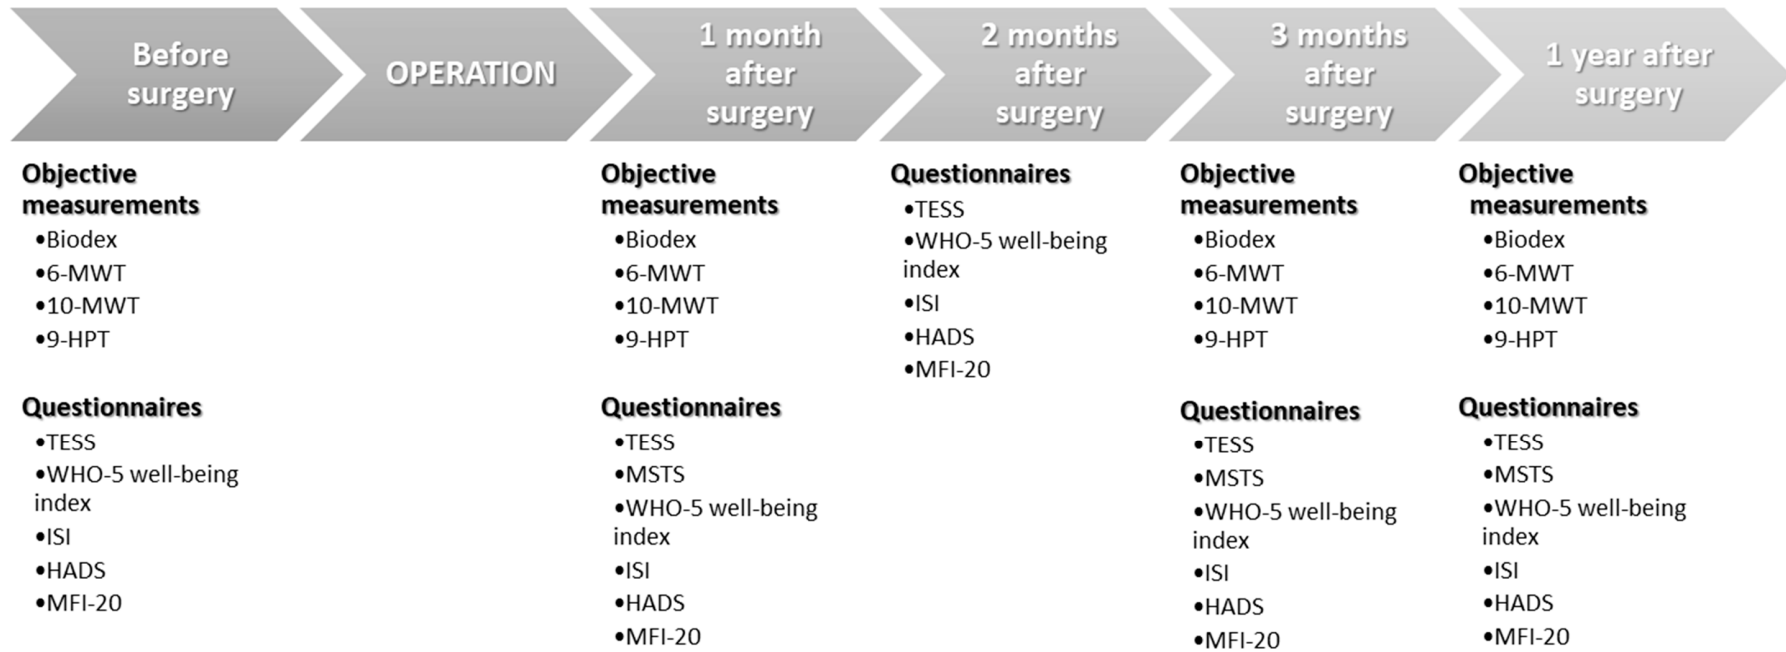 Before
surgery
OPERATION
1 month
after
surgery
2 months
after
surgery
3 months
after
surgery
1 year after
surgery
Objective
measurements
•Biodex
•6-MWT
•10-MWT
•9-HPT
Questionnaires
•TESS
•WHO-5 well-being
index
•ISI
•HADS
•MFI-20
Objective
measurements
•Biodex
•6-MWT
•10-MWT
•9-HPT
Questionnaires
•TESS
•MSTS
•WHO-5 well-being
index
•ISI
•HADS
•MFI-20
Questionnaires
•TESS
•WHO-5 well-being
index
•ISI
•HADS
•MFI-20
Objective
measurements
•Biodex
•6-MWT
•10-MWT
•9-HPT
Questionnaires
•TESS
•MSTS
•WHO-5 well-being
index
•ISI
•HADS
•MFI-20
Objective
measurements
•Biodex
•6-MWT
•10-MWT
•9-HPT
Questionnaires
•TESS
•MSTS
•WHO-5 well-being
index
•ISI
•HADS
•MFI-20